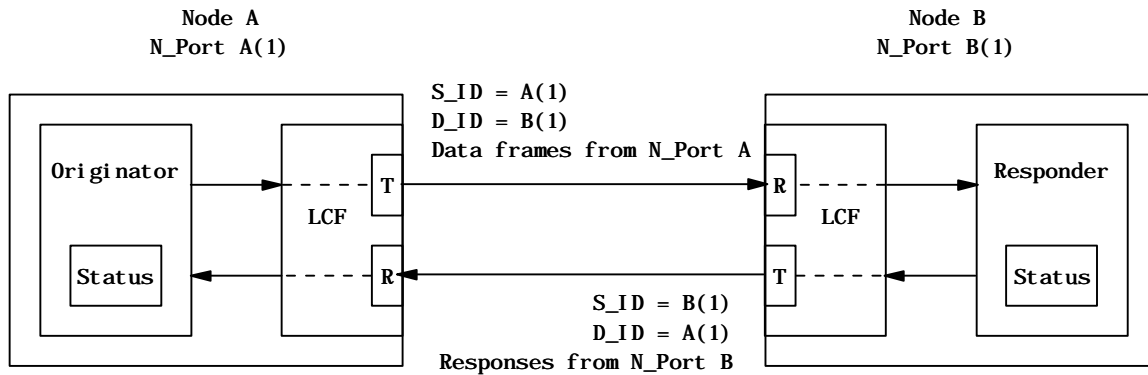 Node A
N_Port A(1)
Node B
N_Port B(1)
S_ID = A(1)
D_ID = B(1)
Data frames from N_Port A
Originator
T
LCF
Status
R
R
LCF
Responder
T
Status
S_ID = B(1)
D_ID = A(1)
Responses from N_Port B